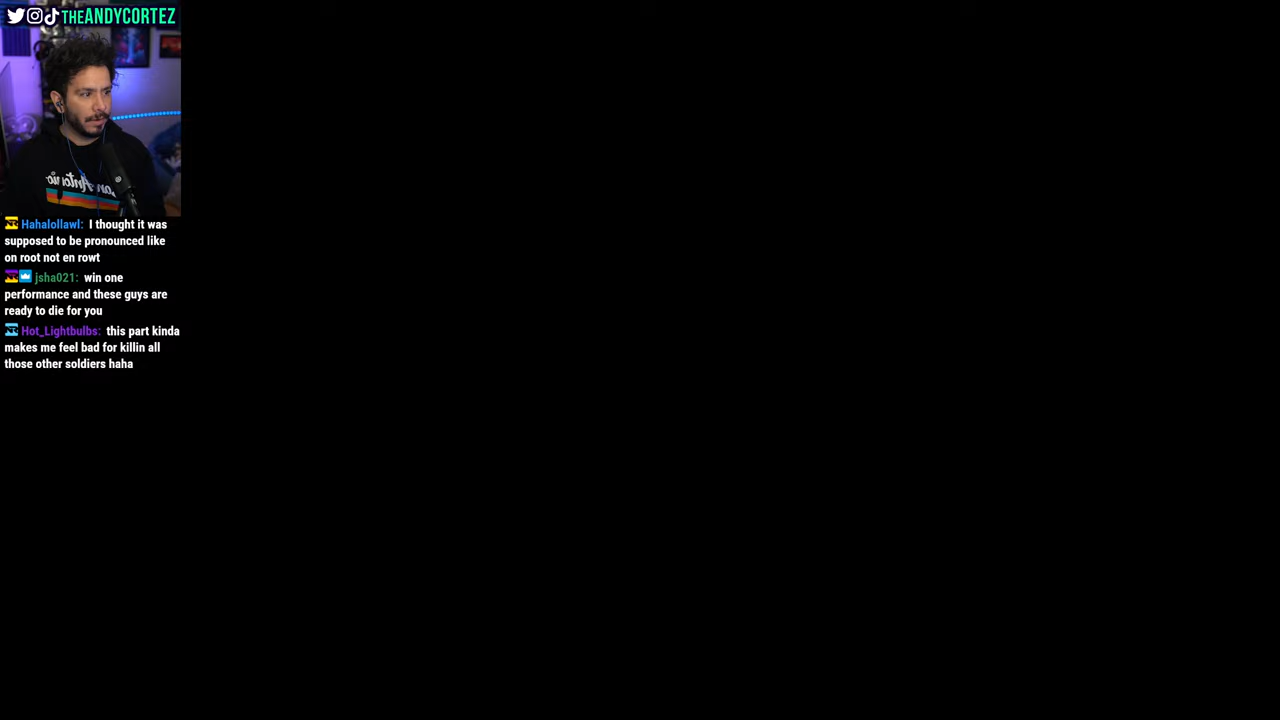 THEANDYCORTEZ
San Antonio
Hahalollawl: I thought it was
supposed to be pronounced like
on root not en rowt
jsha021: win one
performance and these guys are
ready to die for you
Hot_Lightbulbs: this part kinda
makes me feel bad for killin all
those other soldiers haha